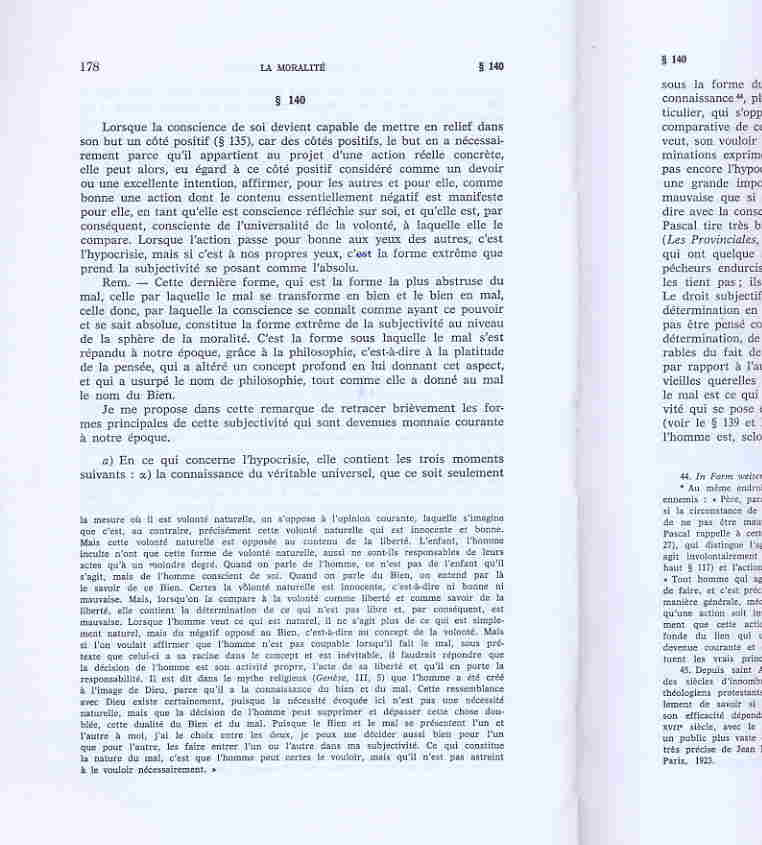 178
LA MORALITÉ
§ 140
§ 140
Lorsque la conscience de soi devient capable de mettre en relief dans
son but un côté positif (§ 135), car des côtés positifs, le but en a nécessai-
rement parce qu'il appartient au projet d'une action réelle concrète,
elle peut alors, eu égard à ce côté positif considéré comme un devoir
ou une excellente intention, affirmer, pour les autres et pour elle, comme
bonne une action dont le contenu essentiellement négatif est manifeste
pour elle, en tant qu'elle est conscience réfléchie sur soi, et qu'elle est, par
conséquent, consciente de l'universalité de la volonté, à laquelle elle le
compare. Lorsque l'action passe pour bonne aux yeux des autres, c'est
l'hypocrisie, mais si c'est à nos propres yeux, c'est la forme extrême que
prend la subjectivité se posant comme l'absolu.
Rem. — Cette dernière forme, qui est la forme la plus abstruse du
mal, celle par laquelle le mal se transforme en bien et le bien en mal,
celle donc, par laquelle la conscience se connaît comme ayant ce pouvoir
et se sait absolue, constitue la forme extrême de la subjectivité au niveau
de la sphère de la moralité. C'est la forme sous laquelle le mal s'est
répandu à notre époque, grâce à la philosophie, c'est-à-dire à la platitude
de la pensée, qui a altéré un concept profond en lui donnant cet aspect,
et qui a usurpé le nom de philosophie, tout comme elle a donné au mal
le nom du Bien.
Je me propose dans cette remarque de retracer brièvement les for-
mes principales de cette subjectivité qui sont devenues monnaie courante
à notre époque.
a) En ce qui concerne l'hypocrisie, elle contient les trois moments
suivants : α) la connaissance du véritable universel, que ce soit seulement
la mesure où il est volonté naturelle, on s'oppose à l'opinion courante, laquelle s'imagine
que c'est, au contraire, précisément cette volonté naturelle qui est innocente et bonne.
Mais cette volonté naturelle est opposée au contenu de la liberté. L'enfant, l'homme
inculte n'ont que cette forme de volonté naturelle, aussi ne sont-ils responsables de leurs
actes qu'à un moindre degré. Quand on parle de l'homme, ce n'est pas de l'enfant qu'il
s'agit, mais de l'homme conscient de soi. Quand on parle du Bien, on entend par là
le savoir de ce Bien. Certes la volonté naturelle est innocente, c'est-à-dire ni bonne ni
mauvaise. Mais, lorsqu'on la compare à la volonté comme liberté et comme savoir de la
liberté, elle contient la détermination de ce qui n'est pas libre et, par conséquent, est
mauvaise. Lorsque l'homme veut ce qui est naturel, il ne s'agit plus de ce qui est simple-
ment naturel, mais du négatif opposé au Bien, c'est-à-dire au concept de la volonté. Mais
si l'on voulait affirmer que l'homme n'est pas coupable lorsqu'il fait le mal, sous pré-
texte que celui-ci a sa racine dans le concept et est inévitable, il faudrait répondre que
la décision de l'homme est son activité propre, l'acte de sa liberté et qu'il en porte la
responsabilité. Il est dit dans le mythe religieux (Genèse, III, 5) que l'homme a été créé
à l'image de Dieu, parce qu'il a la connaissance du bien et du mal. Cette ressemblance
avec Dieu existe certainement, puisque la nécessité évoquée ici n'est pas une nécessité
naturelle, mais que la décision de l'homme peut supprimer et dépasser cette chose dou-
blée, cette dualité du Bien et du mal. Puisque le Bien et le mal se présentent l'un et
l'autre à moi, j'ai le choix entre les deux, je peux me décider aussi bien pour l'un
que pour l'autre, les faire entrer l'un ou l'autre dans ma subjectivité. Ce qui constitue
la nature du mal, c'est que l'homme peut certes le vouloir, mais qu'il n'est pas astreint
à le vouloir nécessairement. »
§ 140
sous la forme du
connaissance 44, pl
ticulier, qui s'opp
comparative de ce
veut, son vouloir
minations exprim
pas encore l'hypo
une grande impo
mauvaise que si
dire avec la consc
Pascal tire très b
(Les Provinciales,
qui ont quelque
pécheurs endurcis
les tient pas ; ils
Le droit subjectif
détermination en
pas être pensé co
détermination, de
rables du fait de
par rapport à l'au
vieilles querelles
le mal est ce qui
vité qui se pose
(voir le § 139 et
l'homme est, selo
44. In Form weiter
* Au même endroi
ennemis : « Père, par
si la circonstance de
de ne pas être mau
Pascal rappelle à cett
27), qui distingue l'a
agit involontairement
haut § 117) et l'action
« Tout homme qui ag
de faire, et c'est préc
manière générale, méc
qu'une action soit in
ment que cette actio
fonde du lien qui u
devenue courante et
tuent les vrais princ
45. Depuis saint A
des siècles d'innomb
théologiens protestants
lement de savoir si
son efficacité dépend
XVIIe siècle, avec le
un public plus vaste
très précise de Jean
Paris, 1923.